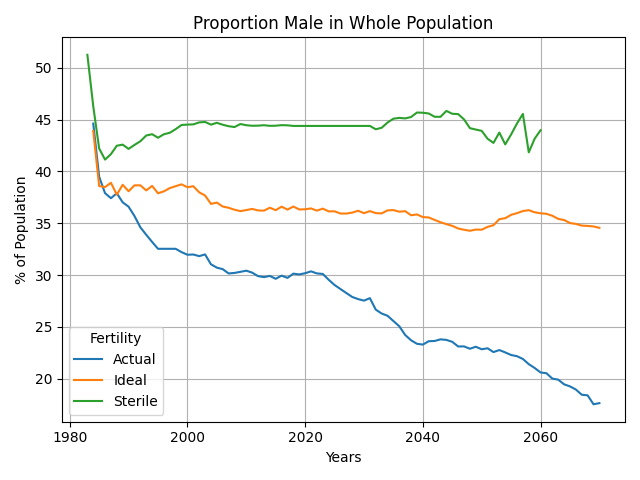 Proportion Male in Whole Population
% of Population
50
45
40
35
30
25
20
Fertility
Actual
Ideal
Sterile
1980
2000
2020
2040
2060
Years